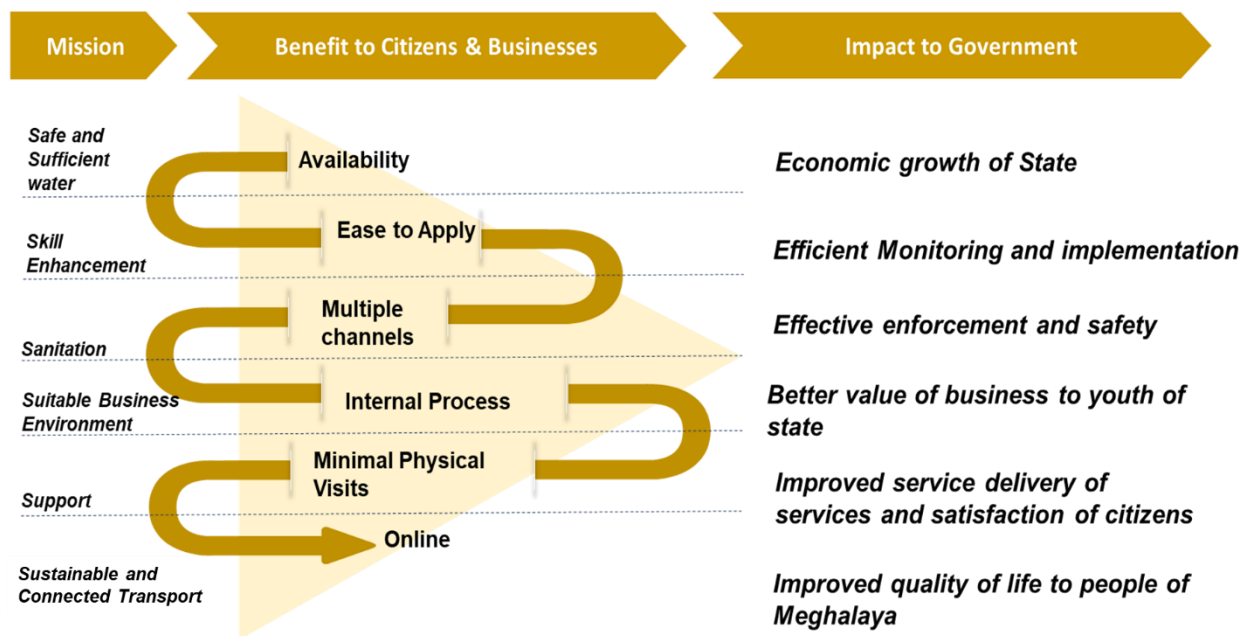 Mission
Benefit to Citizens & Businesses
Impact to Government
Safe and
Sufficient
water
Availability
Economic growth of State
Skill
Enhancement
Ease to Apply
Efficient Monitoring and implementation
Sanitation
Multiple
channels
Effective enforcement and safety
Suitable Business
Environment
Internal Process
Better value of business to youth of
state
Support
Minimal Physical
Visits
Improved service delivery of
services and satisfaction of citizens
Sustainable and
Connected Transport
Online
Improved quality of life to people of
Meghalaya